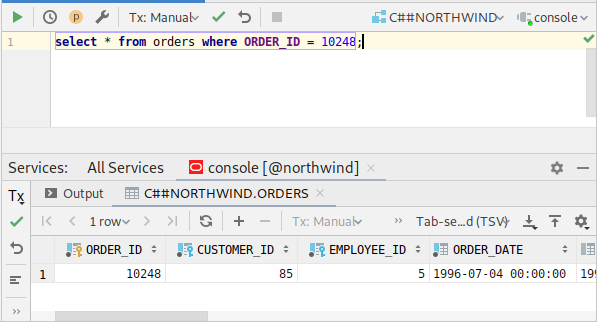 Tx: Manual C##NORTHWIND console
1 select * from orders where ORDER_ID = 10248;
Services: All Services console [@northwind]
Tx Output C##NORTHWIND.ORDERS
1 row Tx: Manual Tab-se...d (TSV)
ORDER_ID CUSTOMER_ID EMPLOYEE_ID ORDER_DATE
1 10248 85 5 1996-07-04 00:00:00 199